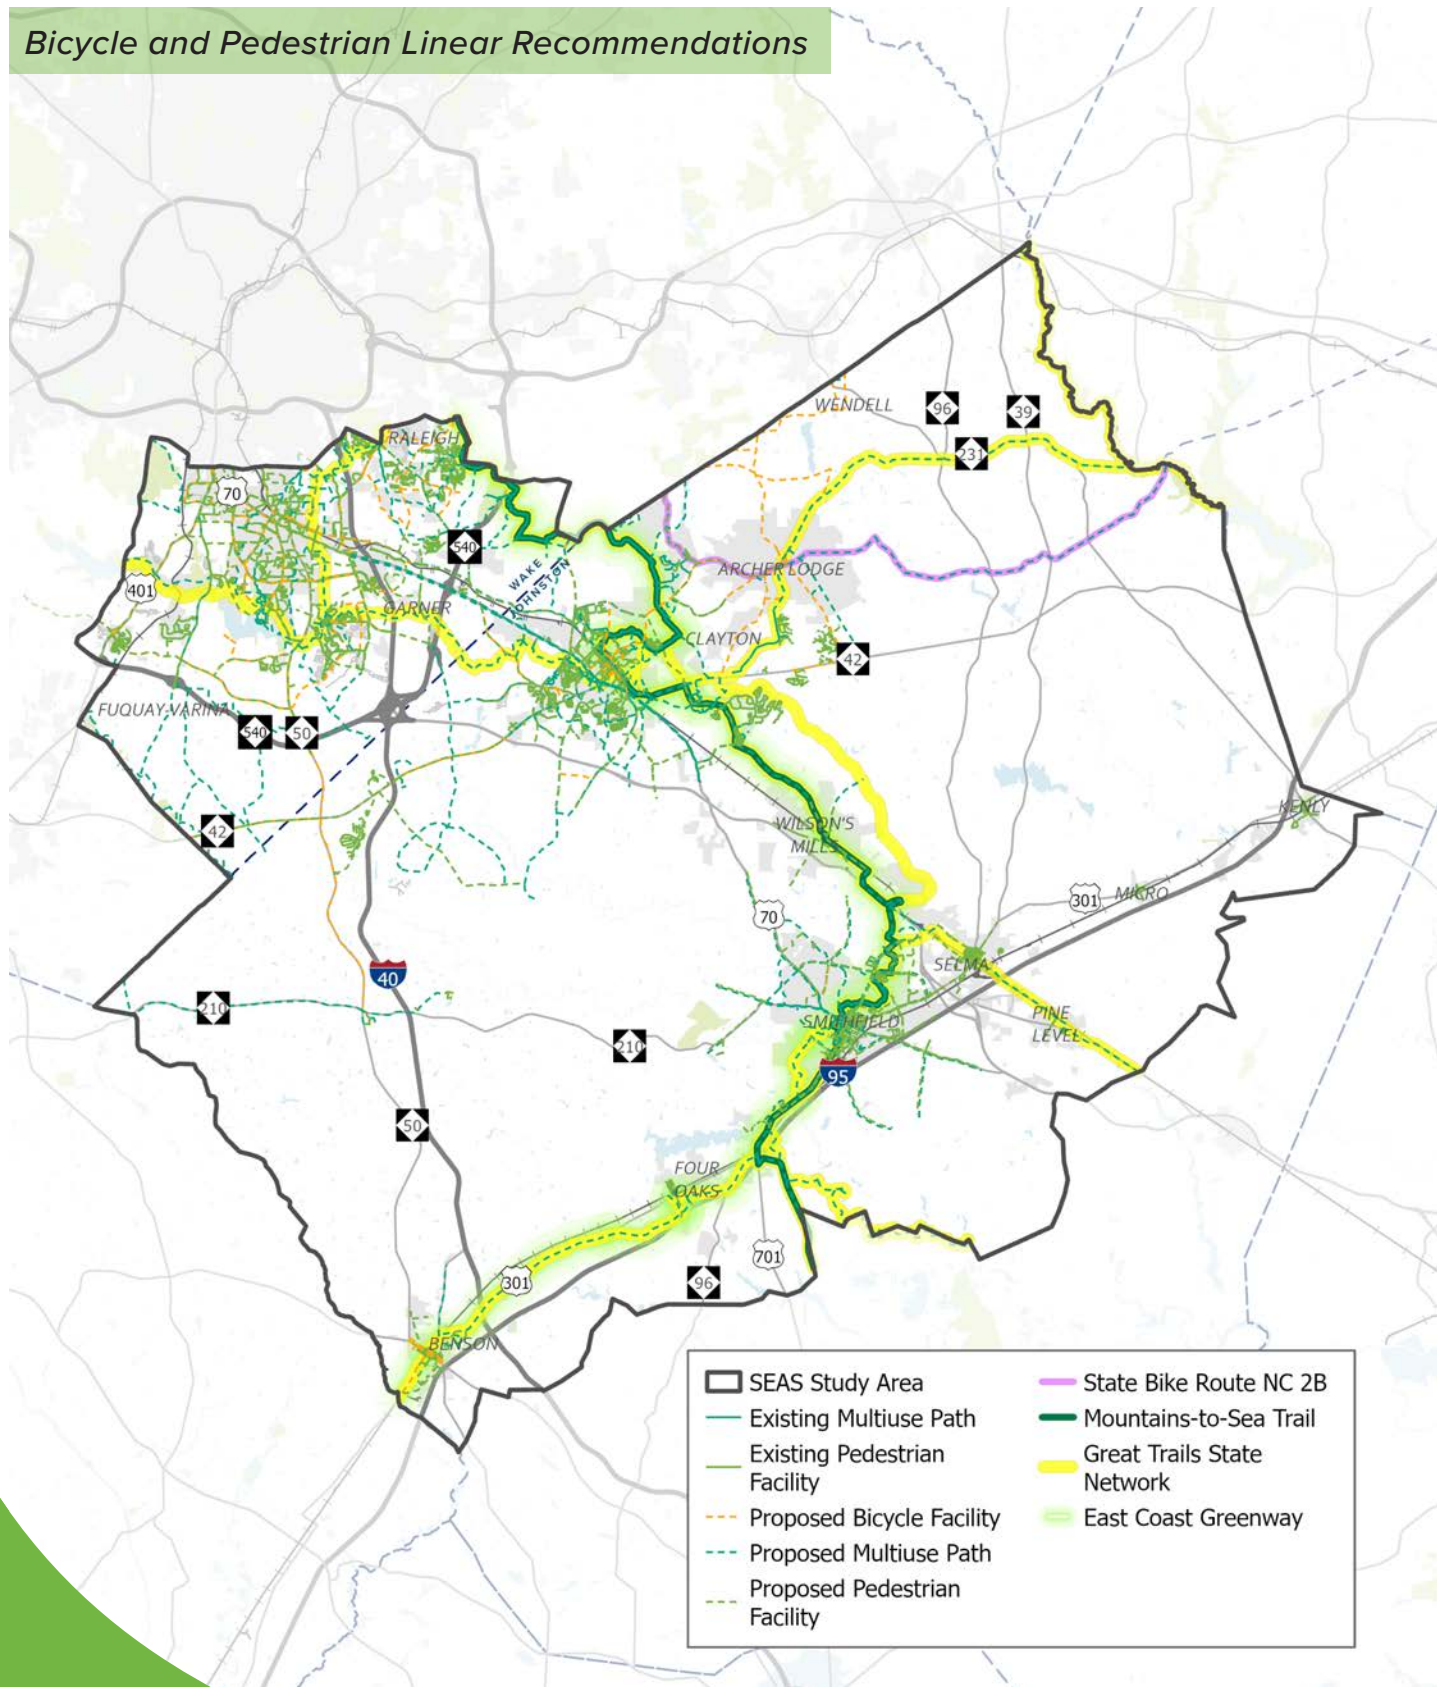 Bicycle and Pedestrian Linear Recommendations
WENDELL
96
39
231
RALEIGH
70
540
WAKE
JOHNSTON
ARCHER LODGE
401
GARNER
CLAYTON
42
FUQUAY-VARINA
540
50
42
WILSON'S
MILLS
KENLY
MICRO
301
70
SELMA
40
210
PINE
LEVEL
SMITHFIELD
210
95
50
FOUR
OAKS
701
301
96
BENSON
SEAS Study Area
Existing Multiuse Path
Existing Pedestrian
Facility
Proposed Bicycle Facility
Proposed Multiuse Path
Proposed Pedestrian
Facility
State Bike Route NC 2B
Mountains-to-Sea Trail
Great Trails State
Network
East Coast Greenway